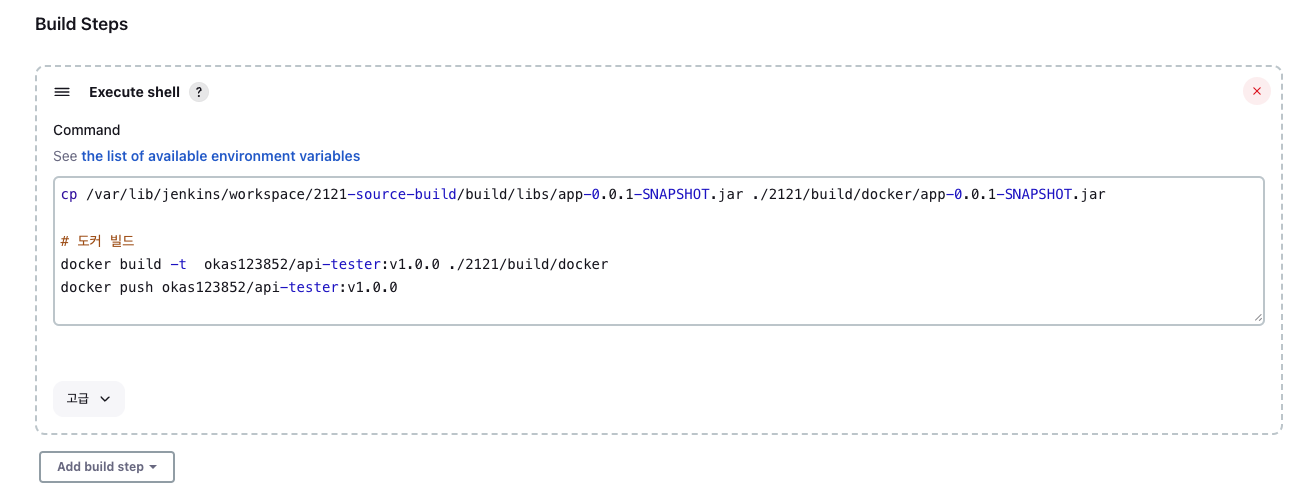 Build Steps
Execute shell ?
Command
See the list of available environment variables
cp /var/lib/jenkins/workspace/2121-source-build/build/libs/app-0.0.1-SNAPSHOT.jar ./2121/build/docker/app-0.0.1-SNAPSHOT.jar
# 도커 빌드
docker build -t  okas123852/api-tester:v1.0.0 ./2121/build/docker
docker push okas123852/api-tester:v1.0.0
고급
Add build step